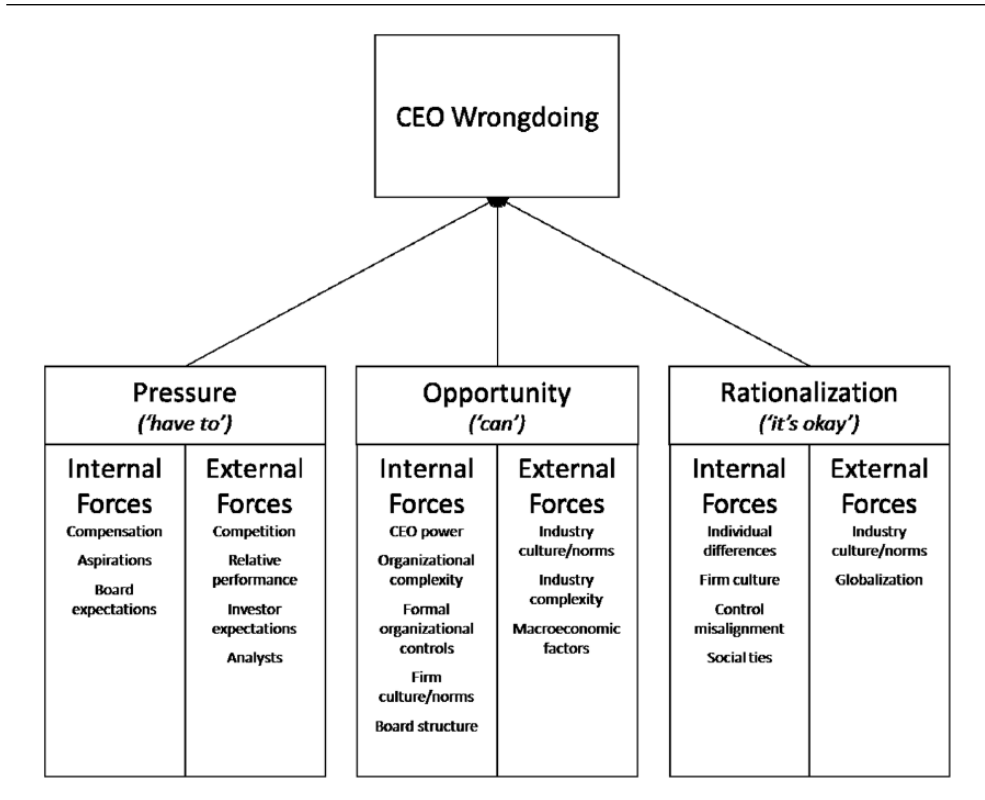 CEO Wrongdoing
Pressure
('have to')
Internal
Forces
Compensation
Aspirations
Board
expectations
External
Forces
Competition
Relative
performance
Investor
expectations
Analysts
Opportunity
('can')
Internal
Forces
CEO power
Organizational
complexity
Formal
organizational
controls
Firm
culture/norms
Board structure
External
Forces
Industry
culture/norms
Industry
complexity
Macroeconomic
factors
Rationalization
('it's okay')
Internal
Forces
Individual
differences
Firm culture
Control
misalignment
Social ties
External
Forces
Industry
culture/norms
Globalization